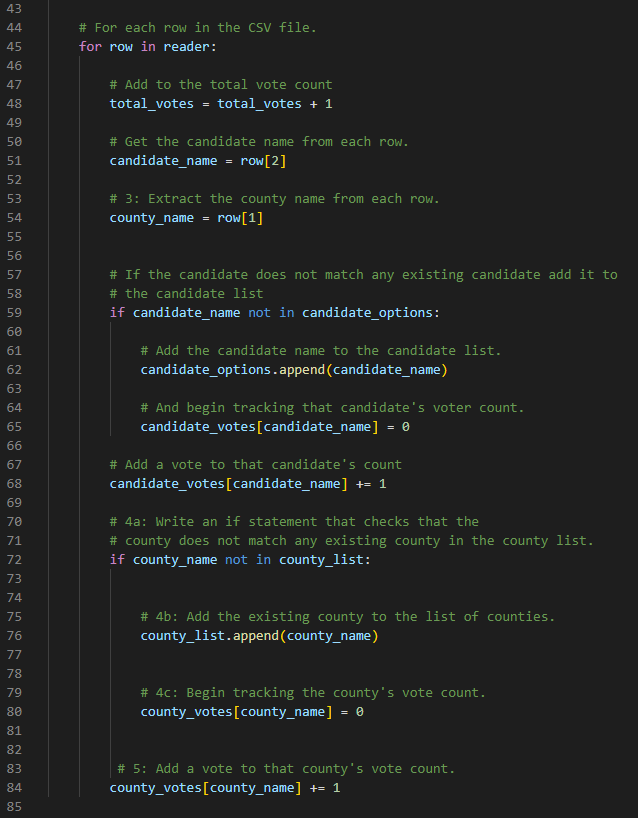 43
44 # For each row in the CSV file.
45 for row in reader:
46
47 # Add to the total vote count
48 total_votes = total_votes + 1
49
50 # Get the candidate name from each row.
51 candidate_name = row[2]
52
53 # 3: Extract the county name from each row.
54 county_name = row[1]
55
56
57 # If the candidate does not match any existing candidate add it to
58 # the candidate list
59 if candidate_name not in candidate_options:
60
61 # Add the candidate name to the candidate list.
62 candidate_options.append(candidate_name)
63
64 # And begin tracking that candidate's voter count.
65 candidate_votes[candidate_name] = 0
66
67 # Add a vote to that candidate's count
68 candidate_votes[candidate_name] += 1
69
70 # 4a: Write an if statement that checks that the
71 # county does not match any existing county in the county list.
72 if county_name not in county_list:
73
74
75 # 4b: Add the existing county to the list of counties.
76 county_list.append(county_name)
77
78
79 # 4c: Begin tracking the county's vote count.
80 county_votes[county_name] = 0
81
82
83 # 5: Add a vote to that county's vote count.
84 county_votes[county_name] += 1
85